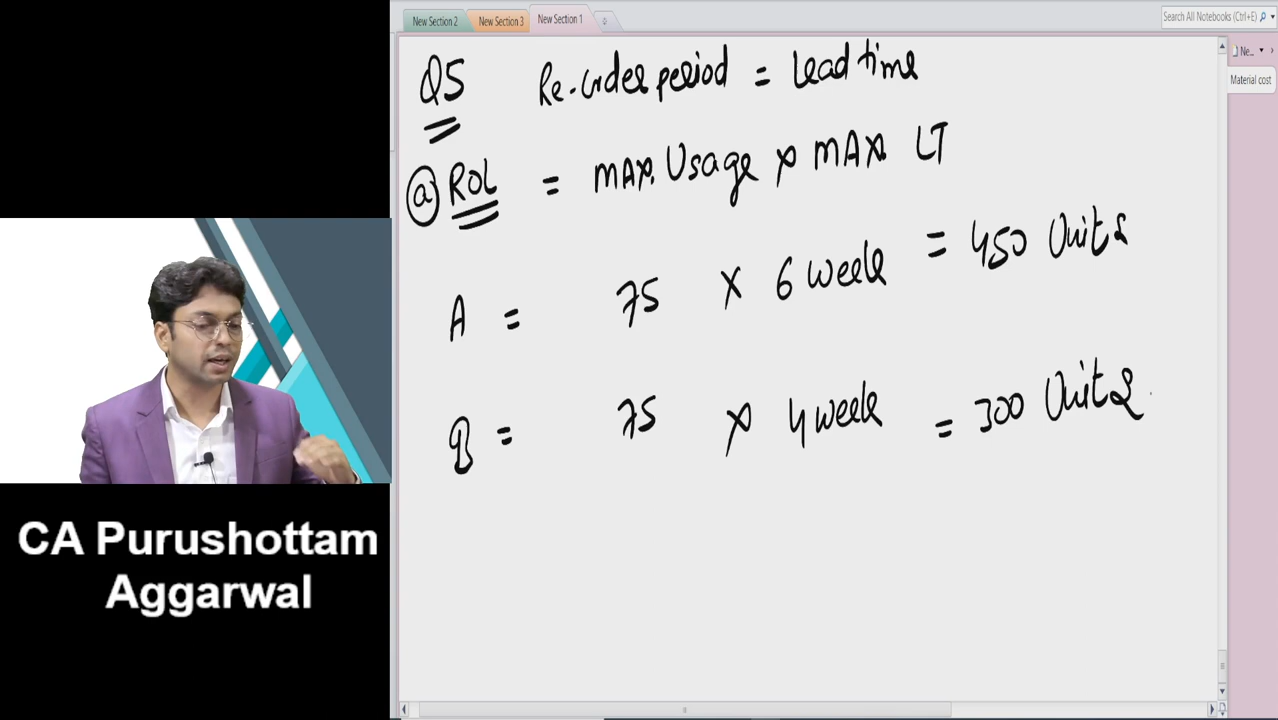 New Section 2
New Section 3
New Section 1
Search All Notebooks (Ctrl+E)
Ne...
Material cost
Q5 Re-order period = Lead time
(a) ROL = MAX. Usage × MAX. LT
A = 75 × 6 week = 450 Units
B = 75 × 4 week = 300 Units
CA Purushottam
Aggarwal